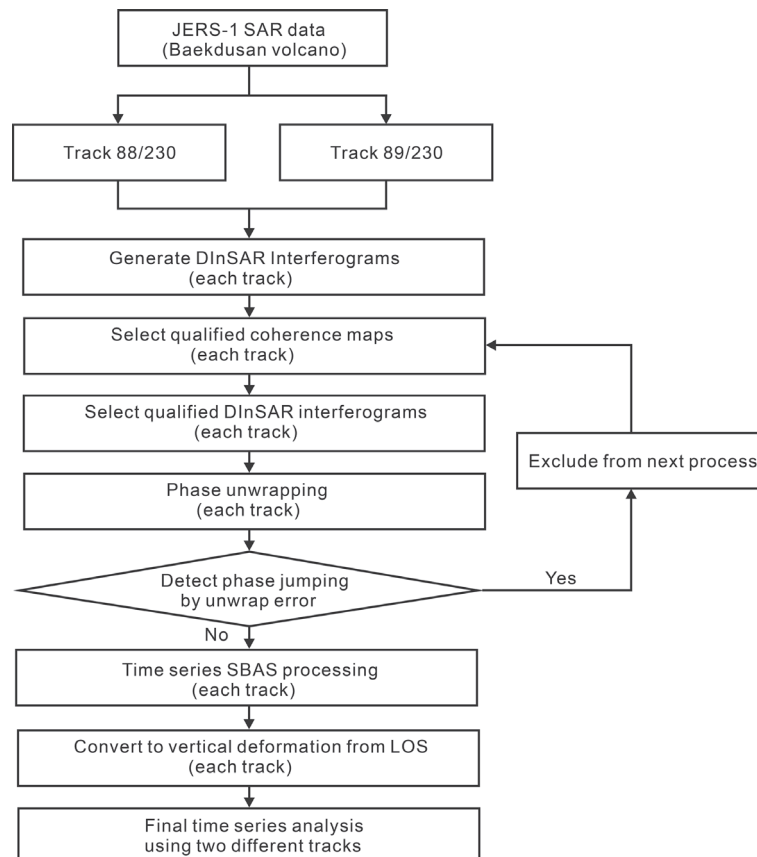 JERS-1 SAR data
(Baekdusan volcano)
Track 88/230
Track 89/230
Generate DInSAR Interferograms
(each track)
Select qualified coherence maps
(each track)
Select qualified DInSAR interferograms
(each track)
Exclude from next process
Phase unwrapping
(each track)
Detect phase jumping
by unwrap error
Yes
No
Time series SBAS processing
(each track)
Convert to vertical deformation from LOS
(each track)
Final time series analysis
using two different tracks